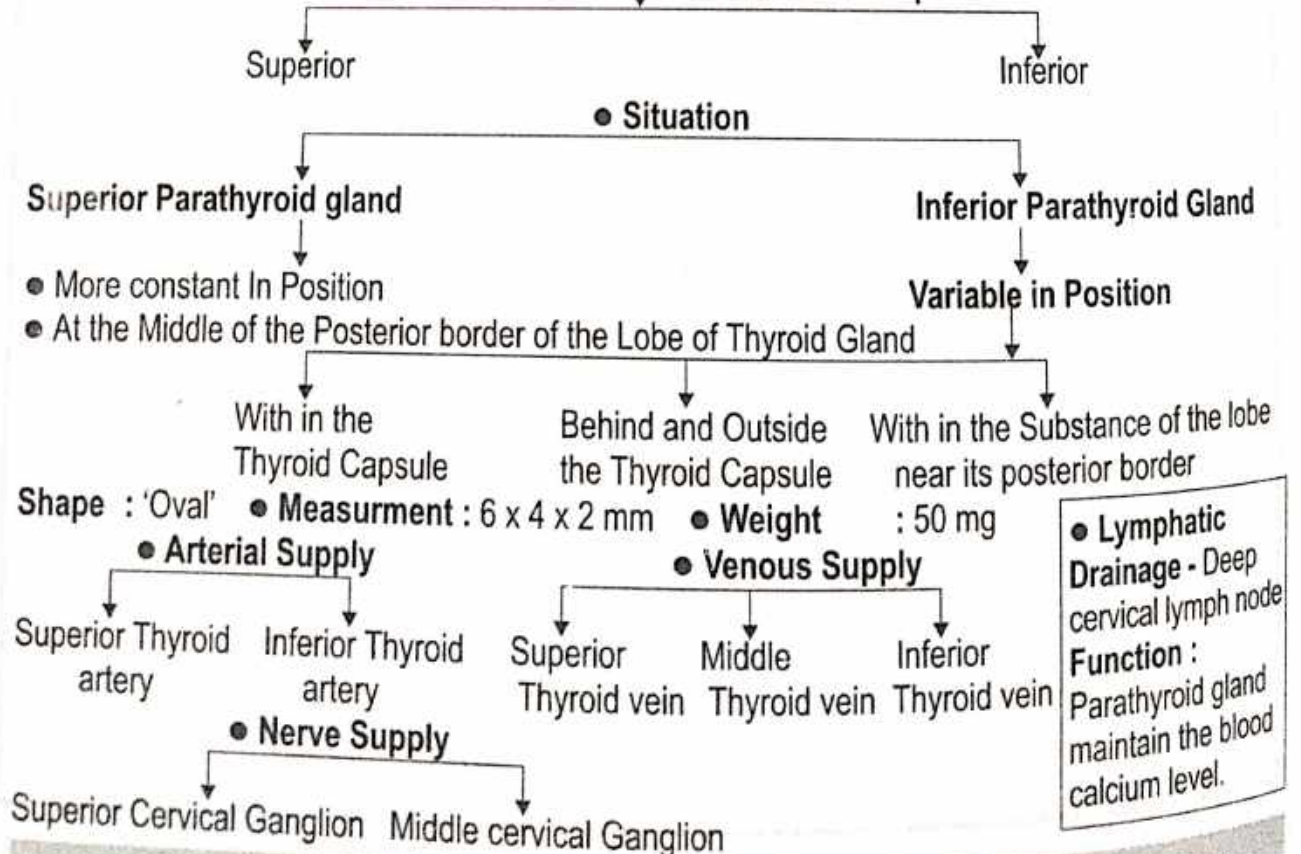 Superior Inferior
● Situation
Superior Parathyroid gland Inferior Parathyroid Gland
● More constant In Position Variable in Position
● At the Middle of the Posterior border of the Lobe of Thyroid Gland
With in the Behind and Outside With in the Substance of the lobe
Thyroid Capsule the Thyroid Capsule near its posterior border
Shape : 'Oval' ● Measurment : 6 x 4 x 2 mm ● Weight : 50 mg
● Arterial Supply ● Venous Supply
Superior Thyroid Inferior Thyroid Superior Middle Inferior
artery artery Thyroid vein Thyroid vein Thyroid vein
● Nerve Supply
Superior Cervical Ganglion Middle cervical Ganglion
● Lymphatic
Drainage - Deep
cervical lymph node
Function :
Parathyroid gland
maintain the blood
calcium level.